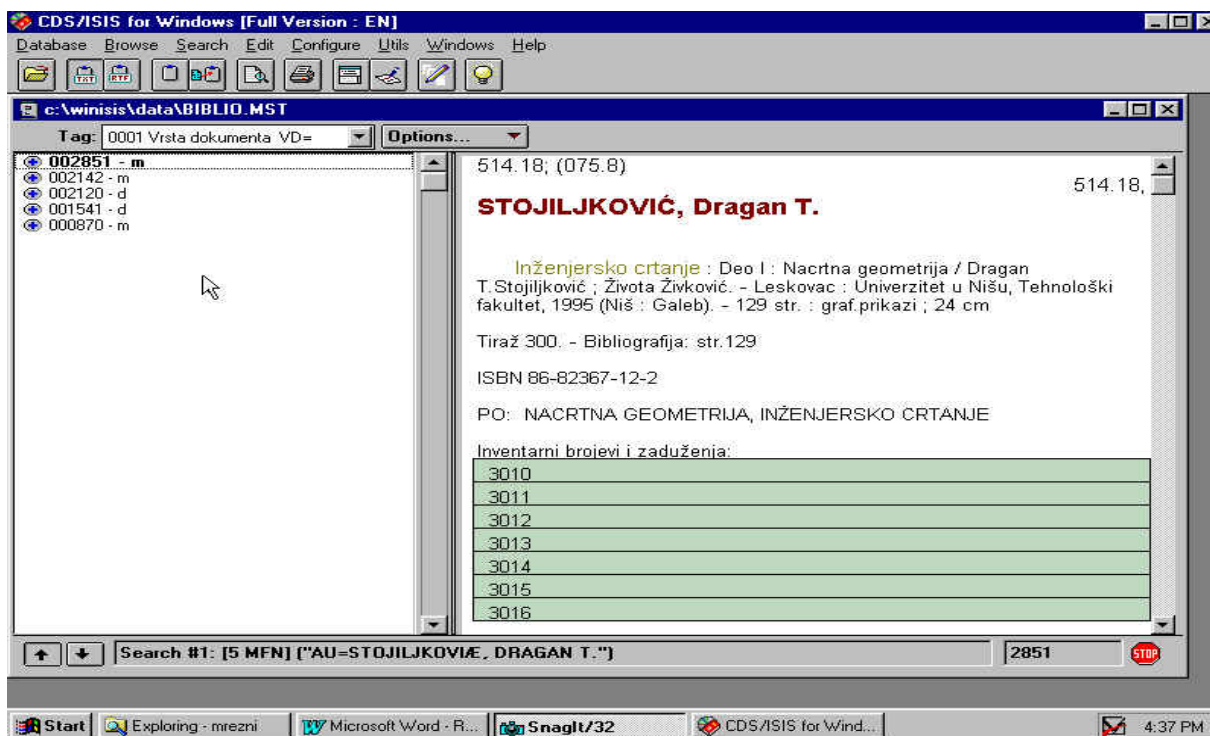 CDS/ISIS for Windows [Full Version : EN]
Database Browse Search Edit Configure Utils Windows Help
TXT RTF
c:\winisis\data\BIBLIO.MST
Tag: 0001 Vrsta dokumenta VD= Options...
002851 - m
002142 - m
002120 - d
001541 - d
000870 - m
514.18; (075.8)
514.18,
STOJILJKOVIĆ, Dragan T.
Inženjersko crtanje : Deo I : Nacrtna geometrija / Dragan
T.Stojiljković ; Života Živković. - Leskovac : Univerzitet u Nišu, Tehnološki
fakultet, 1995 (Niš : Galeb). - 129 str. : graf.prikazi ; 24 cm
Tiraž 300. - Bibliografija: str.129
ISBN 86-82367-12-2
PO: NACRTNA GEOMETRIJA, INŽENJERSKO CRTANJE
Inventarni brojevi i zaduženja:
3010
3011
3012
3013
3014
3015
3016
Search #1: [5 MFN] ("AU=STOJILJKOVIÆ, DRAGAN T.") 2851 STOP
Start Exploring - mrezni Microsoft Word - R... SnagIt/32 CDS/ISIS for Wind... 4:37 PM